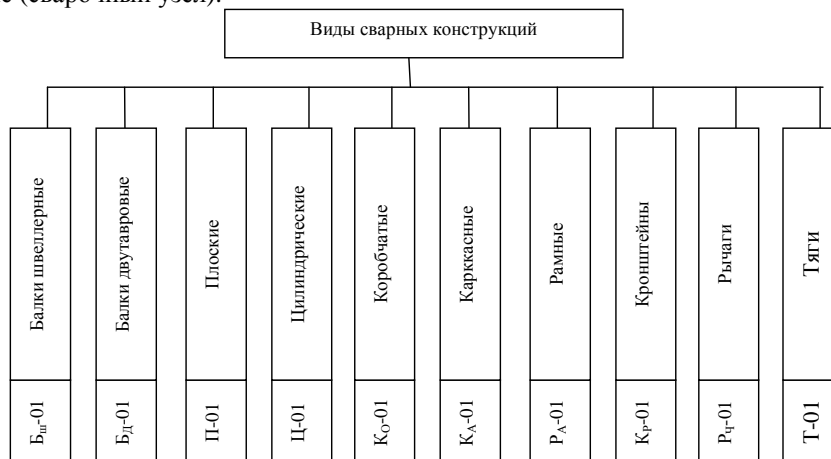 (сварочный узел).
Виды сварных конструкций
Балки швеллерные
Балки двутавровые
Плоские
Цилиндрические
Коробчатые
Карккасные
Рамные
Кронштейны
Рычаги
Тяги
Бш-01
БД-01
П-01
Ц-01
КО-01
КА-01
РА-01
КР-01
РЧ-01
Т-01